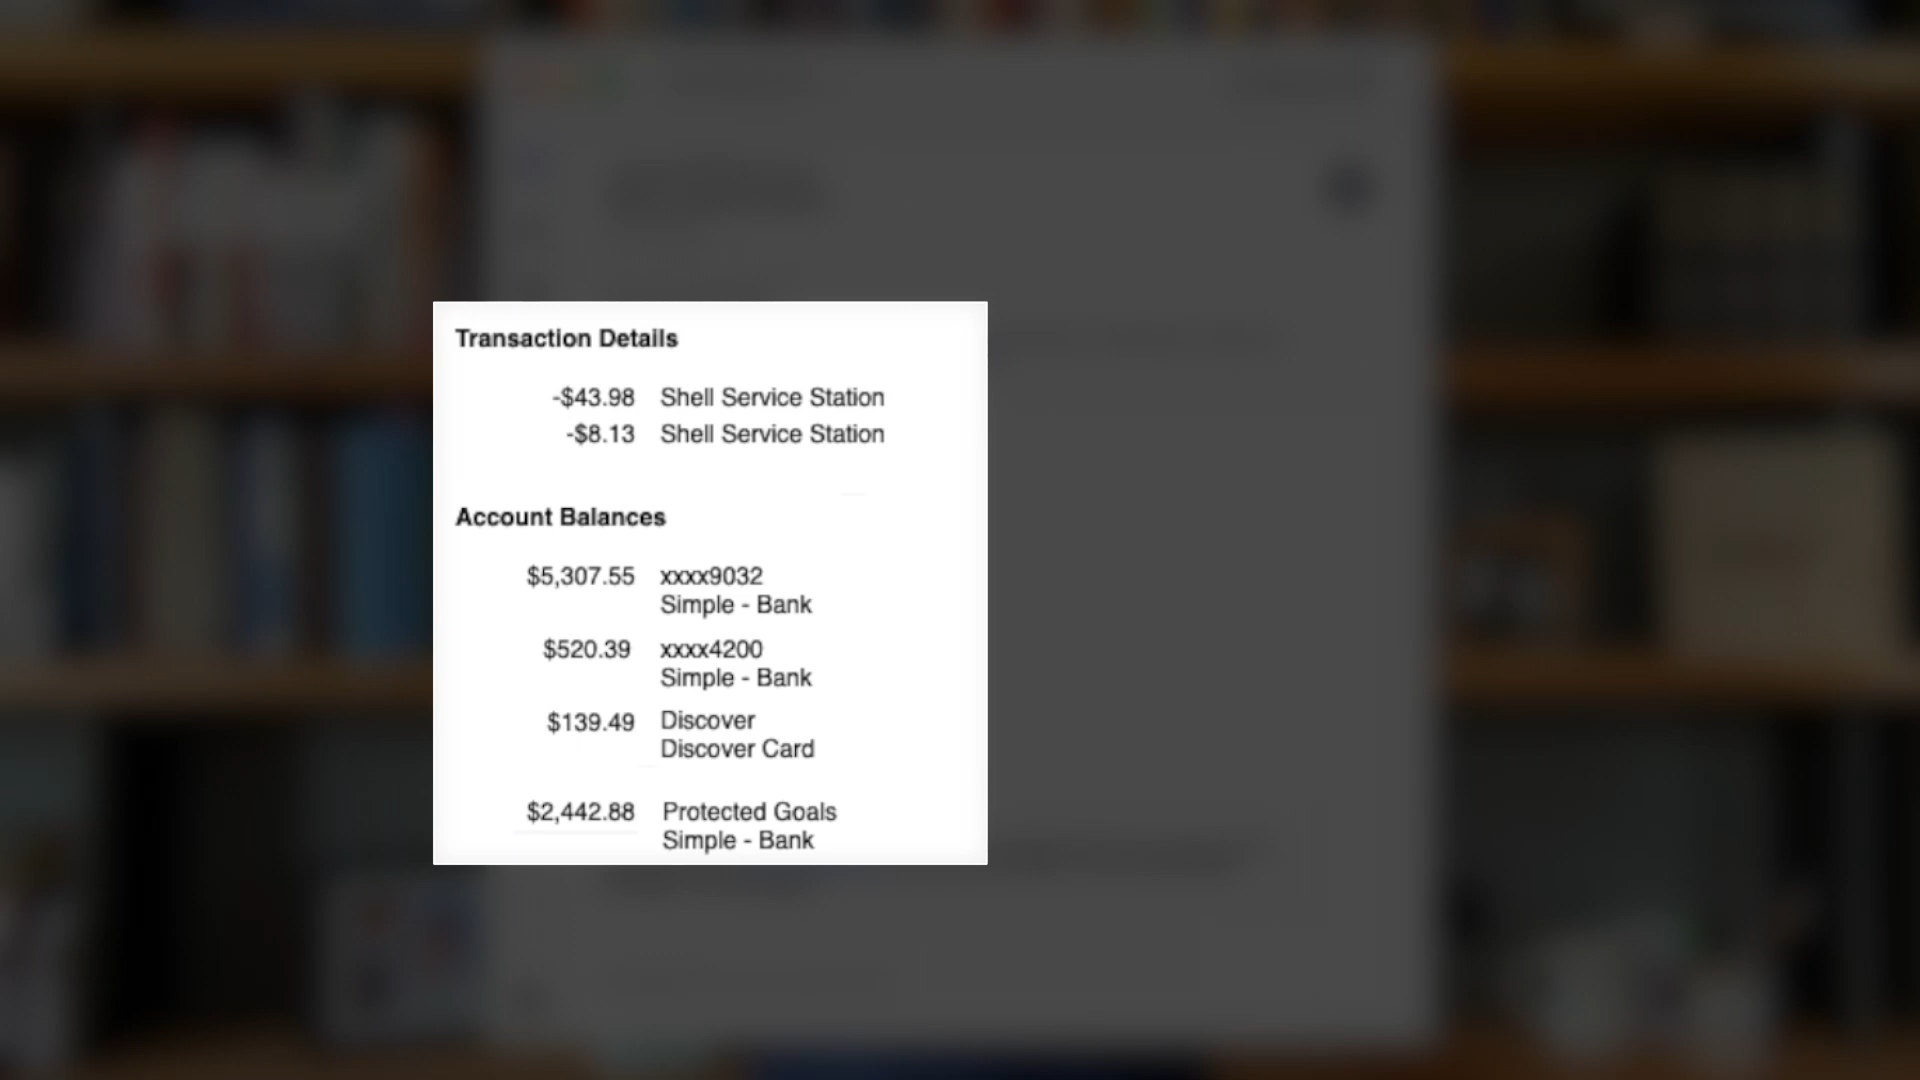 Transaction Details
-$43.98 Shell Service Station
-$8.13 Shell Service Station
Account Balances
$5,307.55 xxxx9032
Simple - Bank
$520.39 xxxx4200
Simple - Bank
$139.49 Discover
Discover Card
$2,442.88 Protected Goals
Simple - Bank